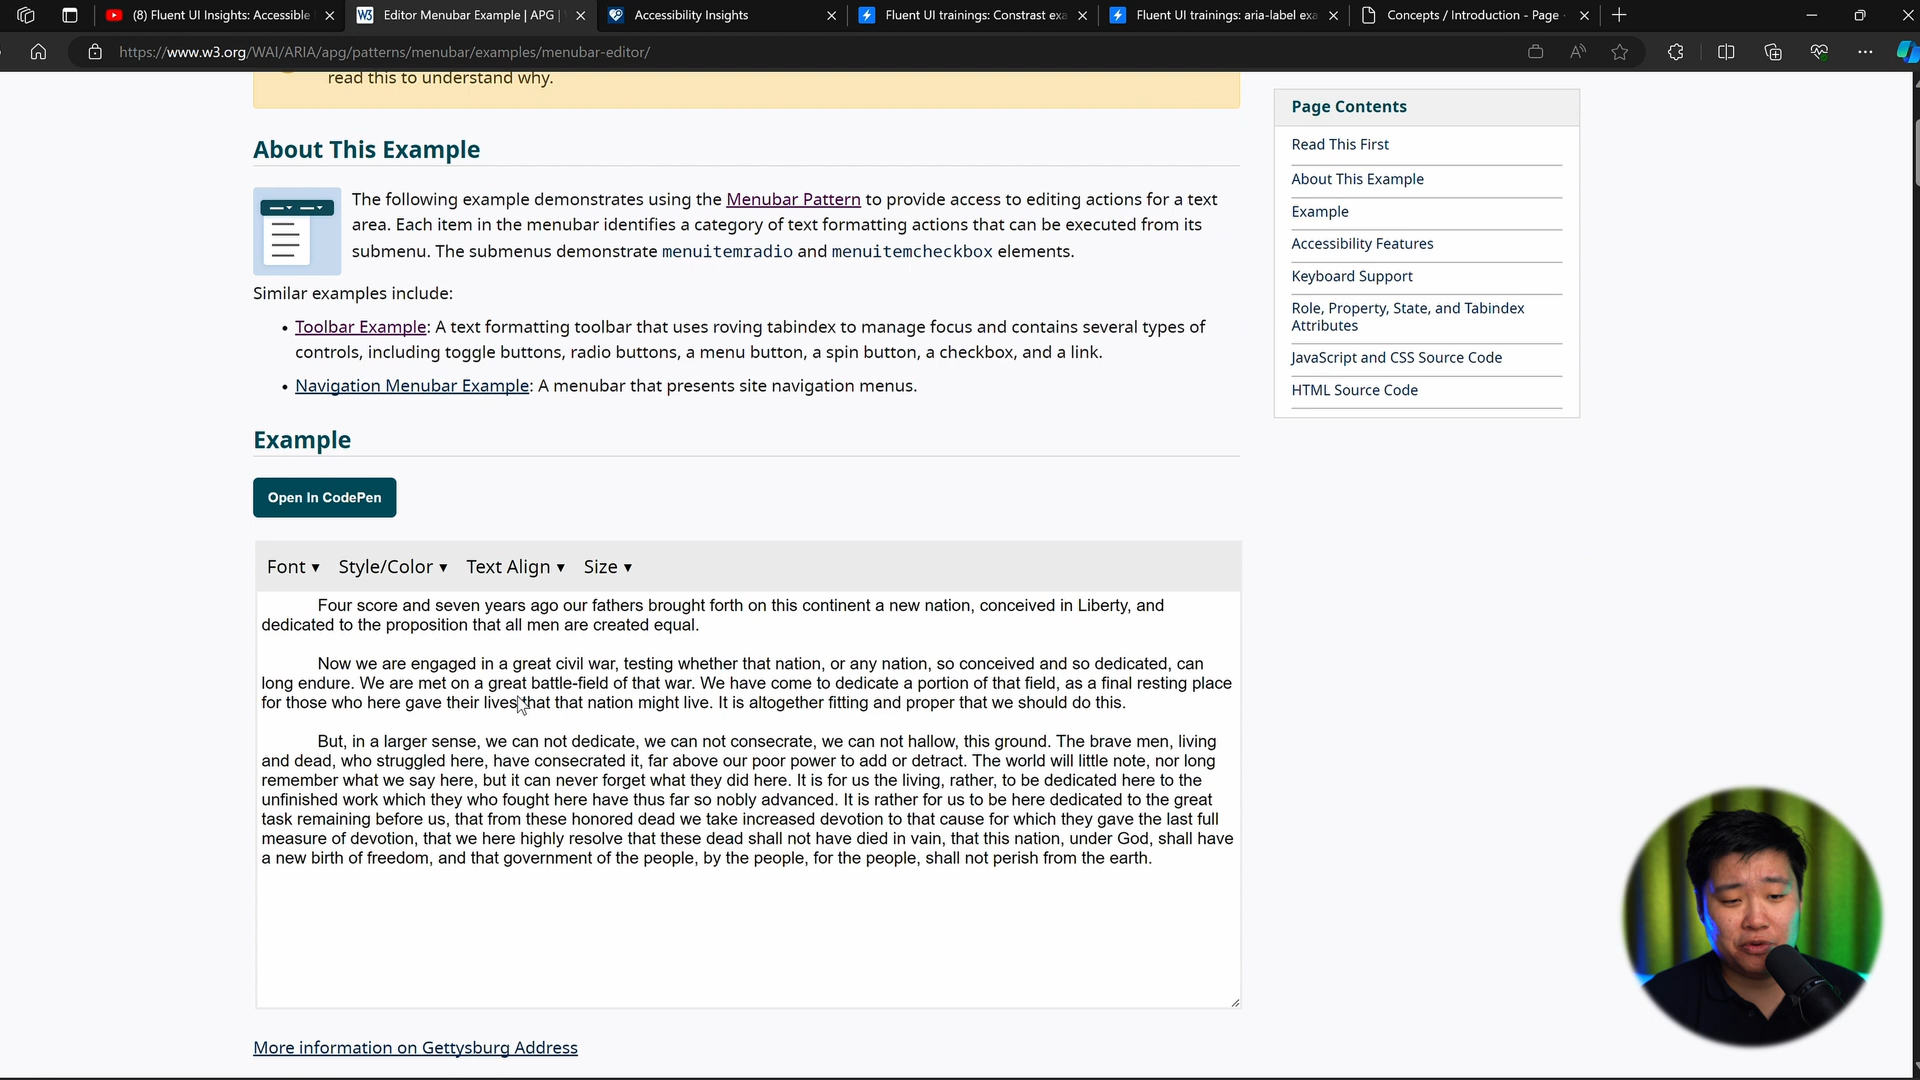 (8) Fluent UI Insights: Accessible
Editor Menubar Example | APG |
Accessibility Insights
Fluent UI trainings: Constrast exa
Fluent UI trainings: aria-label exa
Concepts / Introduction - Page
https://www.w3.org/WAI/ARIA/apg/patterns/menubar/examples/menubar-editor/
read this to understand why.
About This Example
The following example demonstrates using the Menubar Pattern to provide access to editing actions for a text
area. Each item in the menubar identifies a category of text formatting actions that can be executed from its
submenu. The submenus demonstrate menuitemradio and menuitemcheckbox elements.
Similar examples include:
• Toolbar Example: A text formatting toolbar that uses roving tabindex to manage focus and contains several types of
controls, including toggle buttons, radio buttons, a menu button, a spin button, a checkbox, and a link.
• Navigation Menubar Example: A menubar that presents site navigation menus.
Example
Open In CodePen
Font ▾ Style/Color ▾ Text Align ▾ Size ▾
Four score and seven years ago our fathers brought forth on this continent a new nation, conceived in Liberty, and
dedicated to the proposition that all men are created equal.
Now we are engaged in a great civil war, testing whether that nation, or any nation, so conceived and so dedicated, can
long endure. We are met on a great battle-field of that war. We have come to dedicate a portion of that field, as a final resting place
for those who here gave their lives that that nation might live. It is altogether fitting and proper that we should do this.
But, in a larger sense, we can not dedicate, we can not consecrate, we can not hallow, this ground. The brave men, living
and dead, who struggled here, have consecrated it, far above our poor power to add or detract. The world will little note, nor long
remember what we say here, but it can never forget what they did here. It is for us the living, rather, to be dedicated here to the
unfinished work which they who fought here have thus far so nobly advanced. It is rather for us to be here dedicated to the great
task remaining before us, that from these honored dead we take increased devotion to that cause for which they gave the last full
measure of devotion, that we here highly resolve that these dead shall not have died in vain, that this nation, under God, shall have
a new birth of freedom, and that government of the people, by the people, for the people, shall not perish from the earth.
More information on Gettysburg Address
Page Contents
Read This First
About This Example
Example
Accessibility Features
Keyboard Support
Role, Property, State, and Tabindex
Attributes
JavaScript and CSS Source Code
HTML Source Code